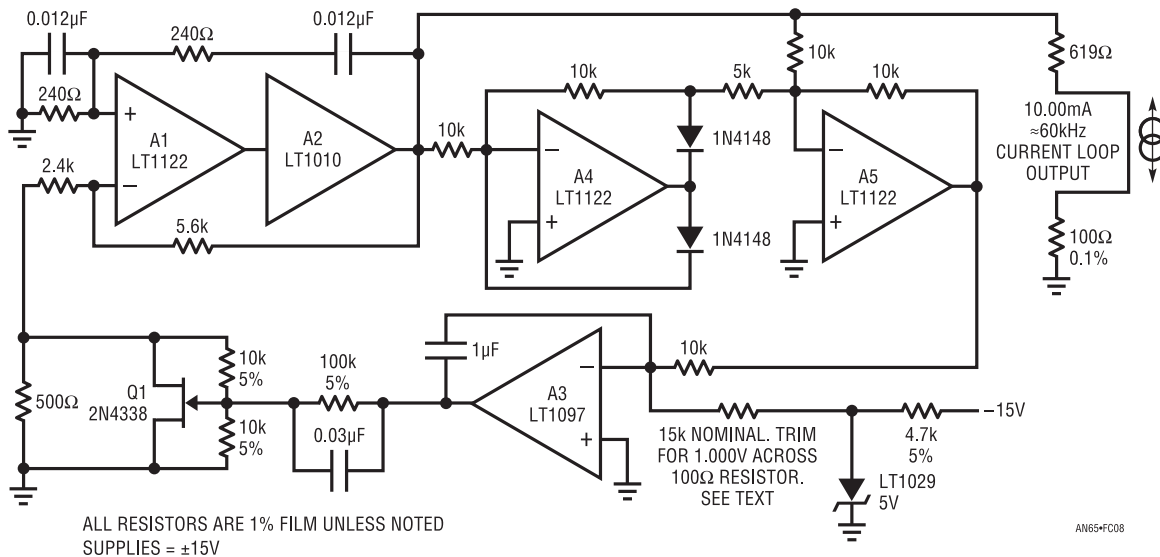 0.012µF
240Ω
0.012µF
240Ω
+
A1
LT1122
–
A2
LT1010
2.4k
5.6k
10k
10k
5k
10k
10k
–
A4
LT1122
+
1N4148
1N4148
–
A5
LT1122
+
619Ω
10.00mA
≈60kHz
CURRENT LOOP
OUTPUT
100Ω
0.1%
500Ω
Q1
2N4338
10k
5%
10k
5%
100k
5%
0.03µF
1µF
A3
LT1097
–
+
10k
15k NOMINAL. TRIM
FOR 1.000V ACROSS
100Ω RESISTOR.
SEE TEXT
4.7k
5%
–15V
LT1029
5V
ALL RESISTORS ARE 1% FILM UNLESS NOTED
SUPPLIES = ±15V
AN65•FC08